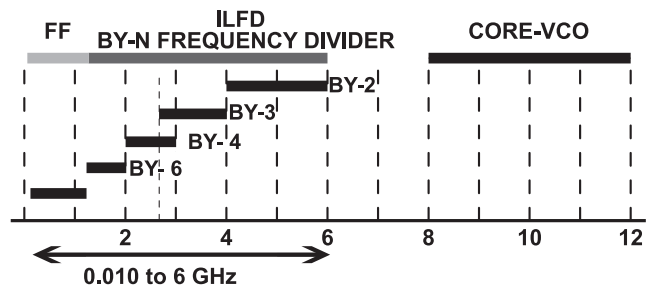 FF
ILFD
BY-N FREQUENCY DIVIDER
CORE-VCO
BY-2
BY-3
BY- 4
BY- 6
2 4 6 8 10 12
0.010 to 6 GHz